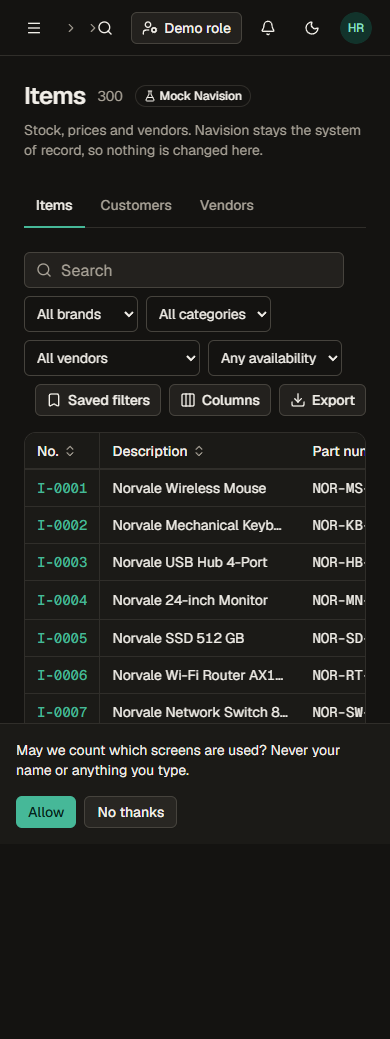 Demo role
HR
Items 300 Mock Navision
Stock, prices and vendors. Navision stays the system
of record, so nothing is changed here.
Items Customers Vendors
Search
All brands All categories
All vendors Any availability
Saved filters Columns Export
No. Description Part nur
I-0001 Norvale Wireless Mouse NOR-MS-
I-0002 Norvale Mechanical Keyb… NOR-KB-
I-0003 Norvale USB Hub 4-Port NOR-HB-
I-0004 Norvale 24-inch Monitor NOR-MN-
I-0005 Norvale SSD 512 GB NOR-SD-
I-0006 Norvale Wi-Fi Router AX1… NOR-RT-
I-0007 Norvale Network Switch 8… NOR-SW-
May we count which screens are used? Never your
name or anything you type.
Allow No thanks